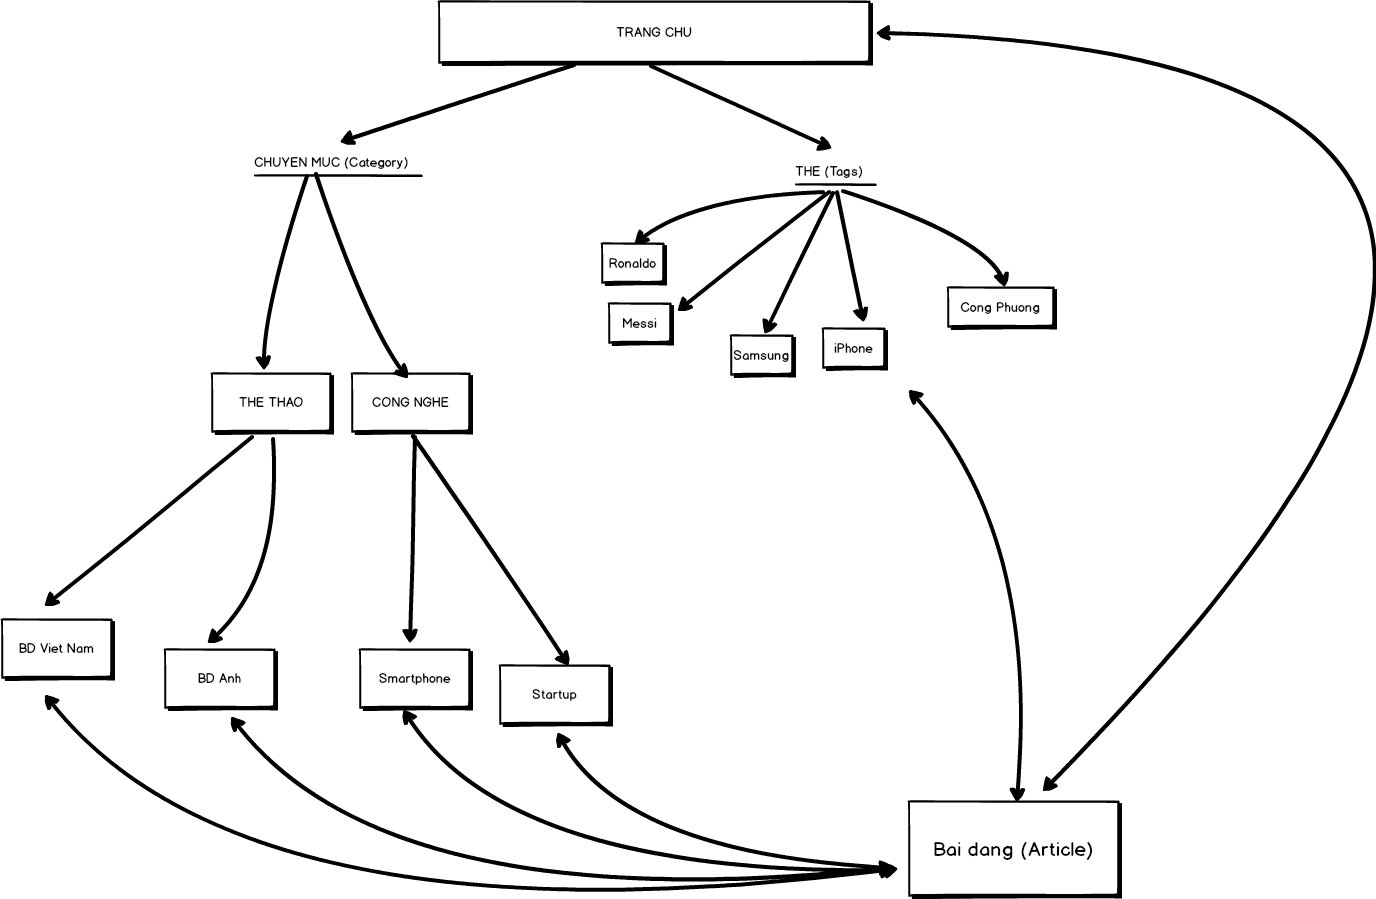 TRANG CHU
CHUYEN MUC (Category)
THE (Tags)
Ronaldo
Messi
Samsung
iPhone
Cong Phuong
THE THAO
CONG NGHE
BD Viet Nam
BD Anh
Smartphone
Startup
Bai dang (Article)